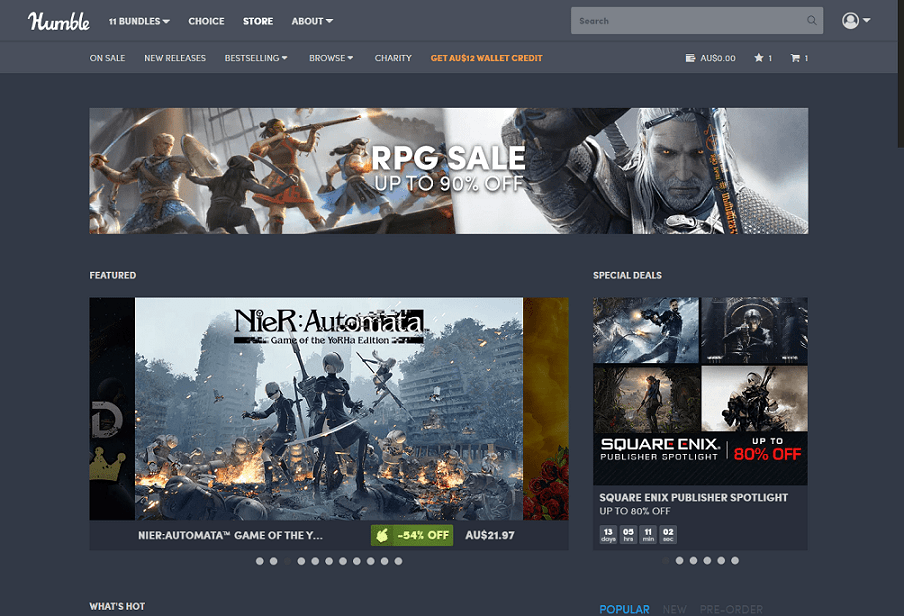 Humble 11 BUNDLES CHOICE STORE ABOUT Search
ON SALE NEW RELEASES BESTSELLING BROWSE CHARITY GET AU$12 WALLET CREDIT AU$0.00 1 1
RPG SALE
UP TO 90% OFF
FEATURED
NieR:Automata™
Game of the YoRHa Edition
D
NIER:AUTOMATA™ GAME OF THE Y... -54% OFF AU$21.97
SPECIAL DEALS
SQUARE ENIX®
PUBLISHER SPOTLIGHT
UP TO
80% OFF
SQUARE ENIX PUBLISHER SPOTLIGHT
UP TO 80% OFF
13 05 11 02
days hrs min sec
WHAT'S HOT
POPULAR NEW PRE-ORDER